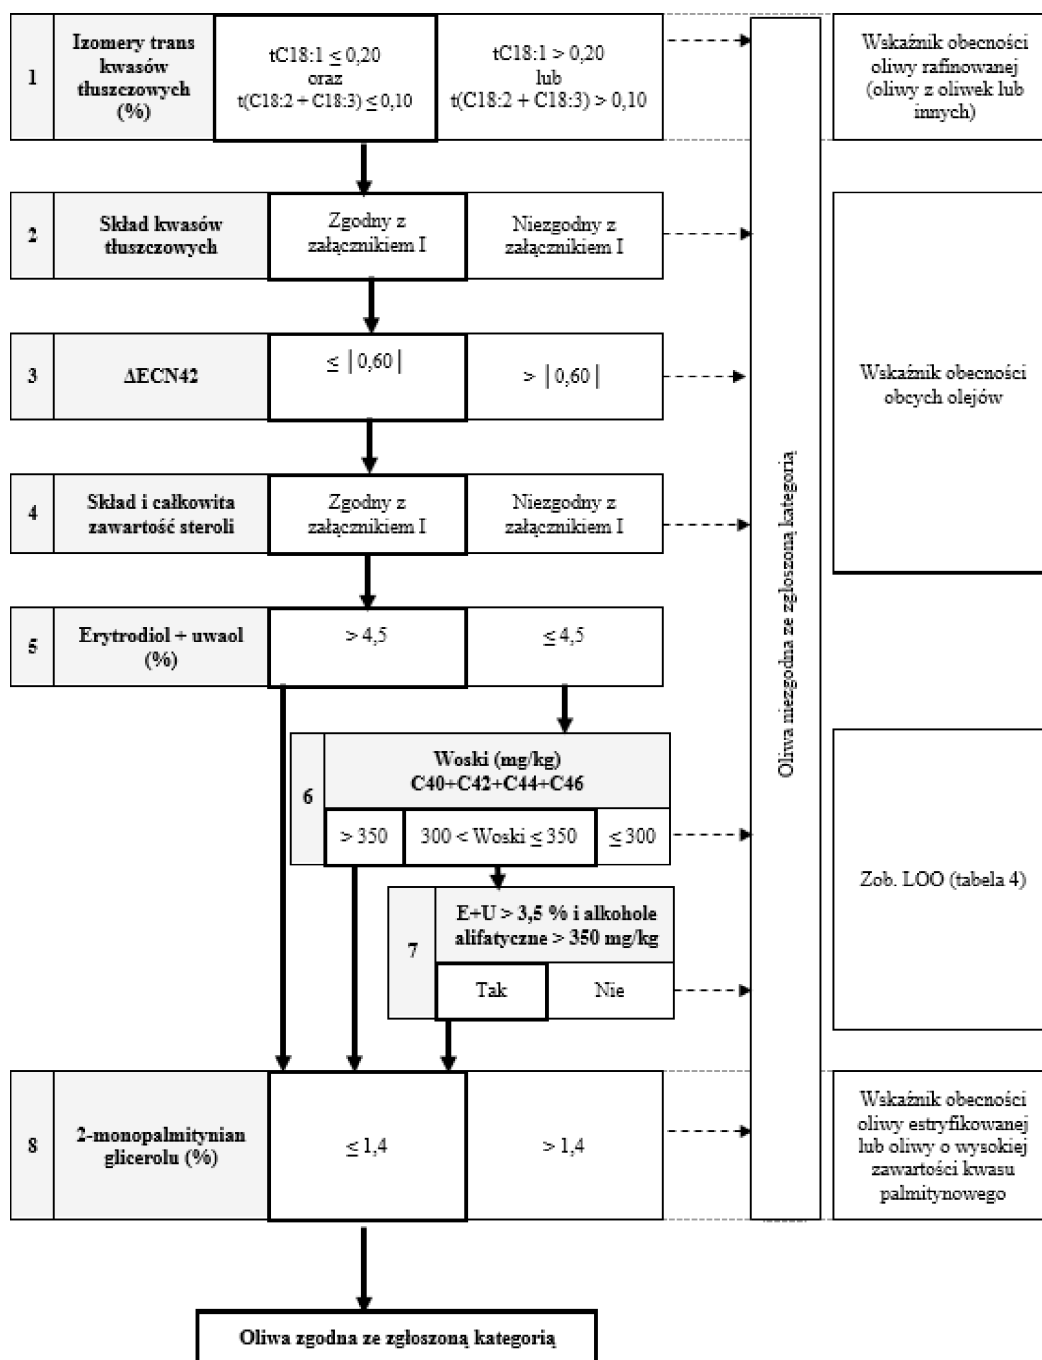 1
Izomery trans
kwasów
tłuszczowych
(%)
tC18:1 ≤ 0,20
oraz
t(C18:2 + C18:3) ≤ 0,10
tC18:1 > 0,20
lub
t(C18:2 + C18:3) > 0,10
Wskaźnik obecności
oliwy rafinowanej
(oliwy z oliwek lub
innych)
2
Skład kwasów
tłuszczowych
Zgodny z
załącznikiem I
Niezgodny z
załącznikiem I
3
ΔECN42
≤ |0,60|
> |0,60|
Wskaźnik obecności
obcych olejów
4
Skład i całkowita
zawartość steroli
Zgodny z
załącznikiem I
Niezgodny z
załącznikiem I
Oliwa niezgodna ze zgłoszoną kategorią
5
Erytrodiol + uwaol
(%)
> 4,5
≤ 4,5
6
Woski (mg/kg)
C40+C42+C44+C46
> 350
300 < Woski ≤ 350
≤ 300
Zob. LOO (tabela 4)
7
E+U > 3,5 % i alkohole
alifatyczne > 350 mg/kg
Tak
Nie
8
2-monopalmitynian
glicerolu (%)
≤ 1,4
> 1,4
Wskaźnik obecności
oliwy estryfikowanej
lub oliwy o wysokiej
zawartości kwasu
palmitynowego
Oliwa zgodna ze zgłoszoną kategorią